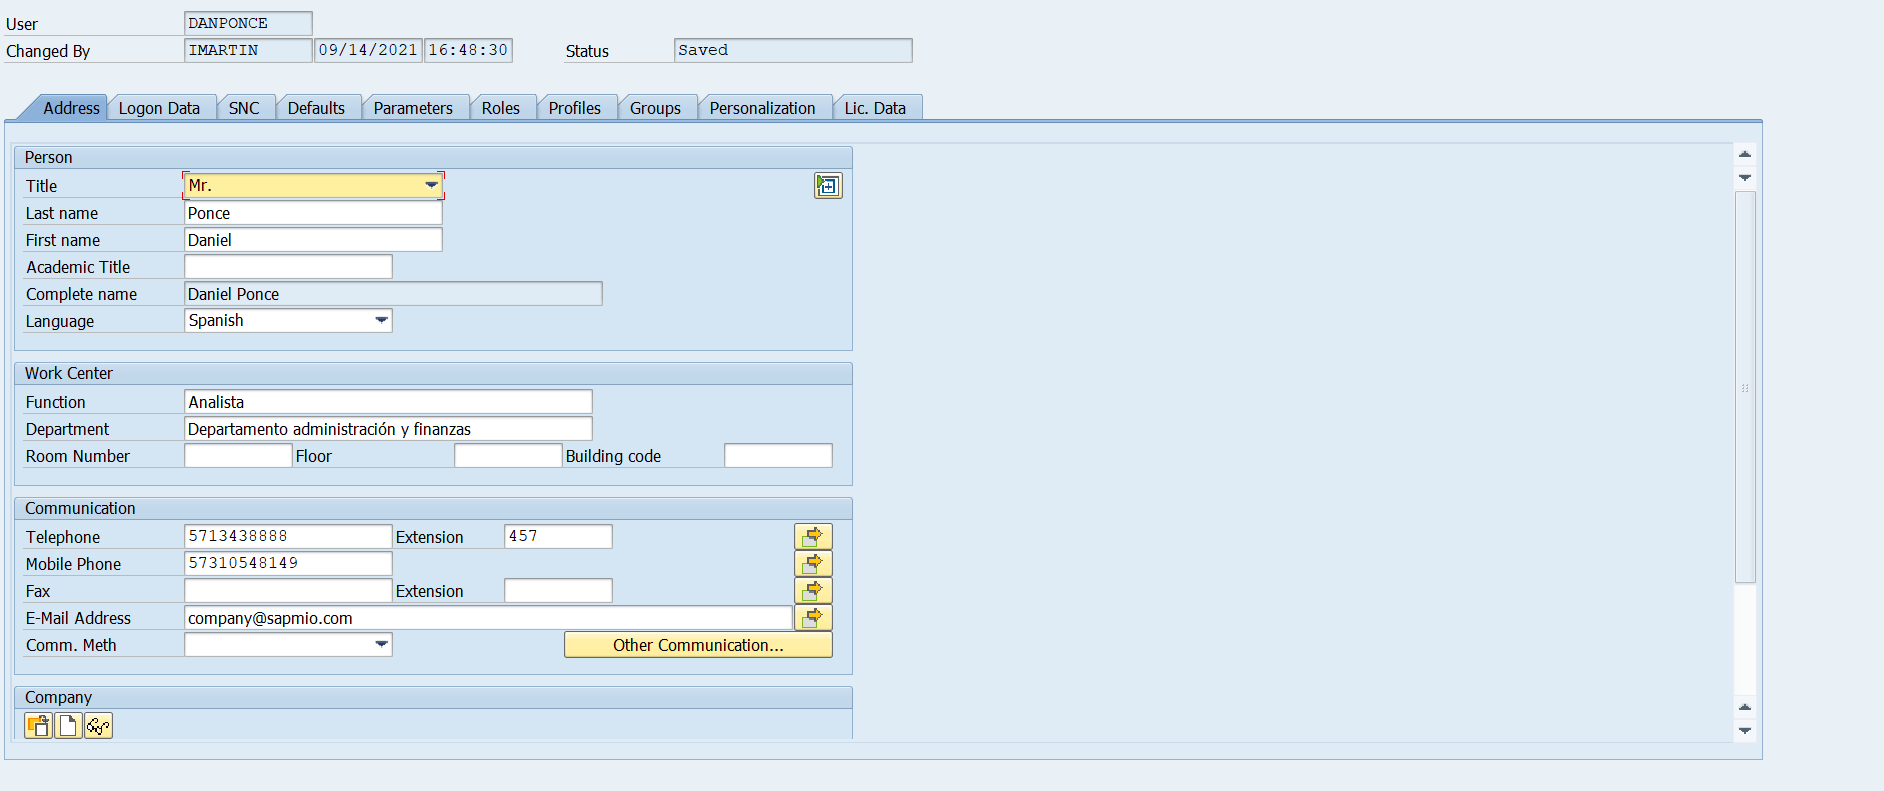 User DANPONCE
Changed By IMARTIN 09/14/2021 16:48:30 Status Saved
Address Logon Data SNC Defaults Parameters Roles Profiles Groups Personalization Lic. Data
Person
Title Mr.
Last name Ponce
First name Daniel
Academic Title
Complete name Daniel Ponce
Language Spanish
Work Center
Function Analista
Department Departamento administración y finanzas
Room Number Floor Building code
Communication
Telephone 5713438888 Extension 457
Mobile Phone 57310548149
Fax Extension
E-Mail Address company@sapmio.com
Comm. Meth Other Communication...
Company